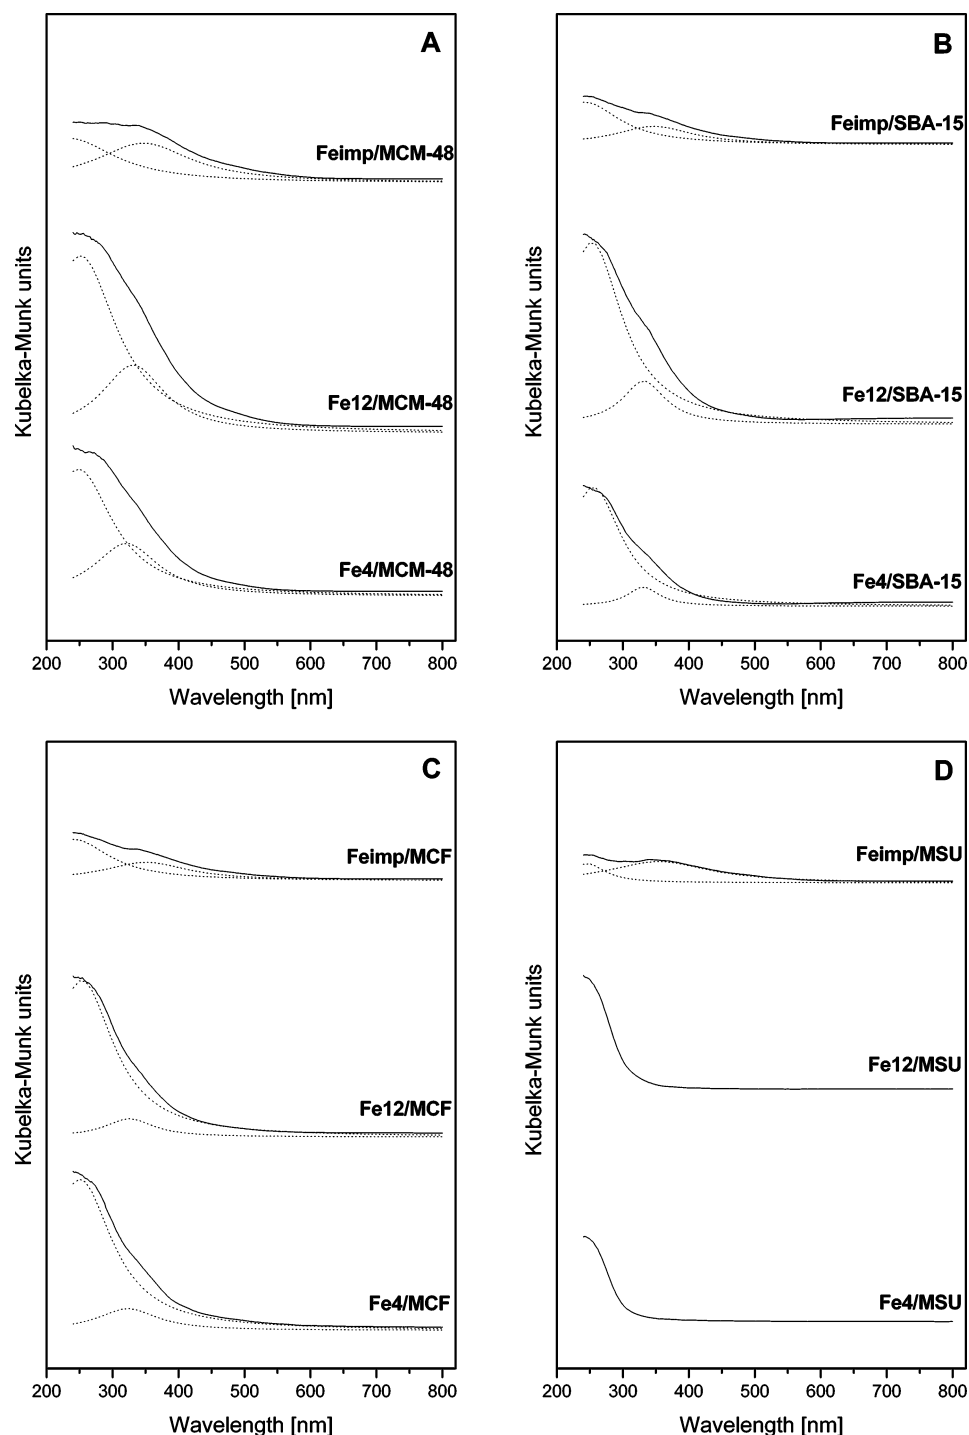 A
Feimp/MCM-48
Fe12/MCM-48
Fe4/MCM-48
Kubelka-Munk units
200 300 400 500 600 700 800
Wavelength [nm]
B
Feimp/SBA-15
Fe12/SBA-15
Fe4/SBA-15
Kubelka-Munk units
200 300 400 500 600 700 800
Wavelength [nm]
C
Feimp/MCF
Fe12/MCF
Fe4/MCF
Kubelka-Munk units
200 300 400 500 600 700 800
Wavelength [nm]
D
Feimp/MSU
Fe12/MSU
Fe4/MSU
Kubelka-Munk units
200 300 400 500 600 700 800
Wavelength [nm]